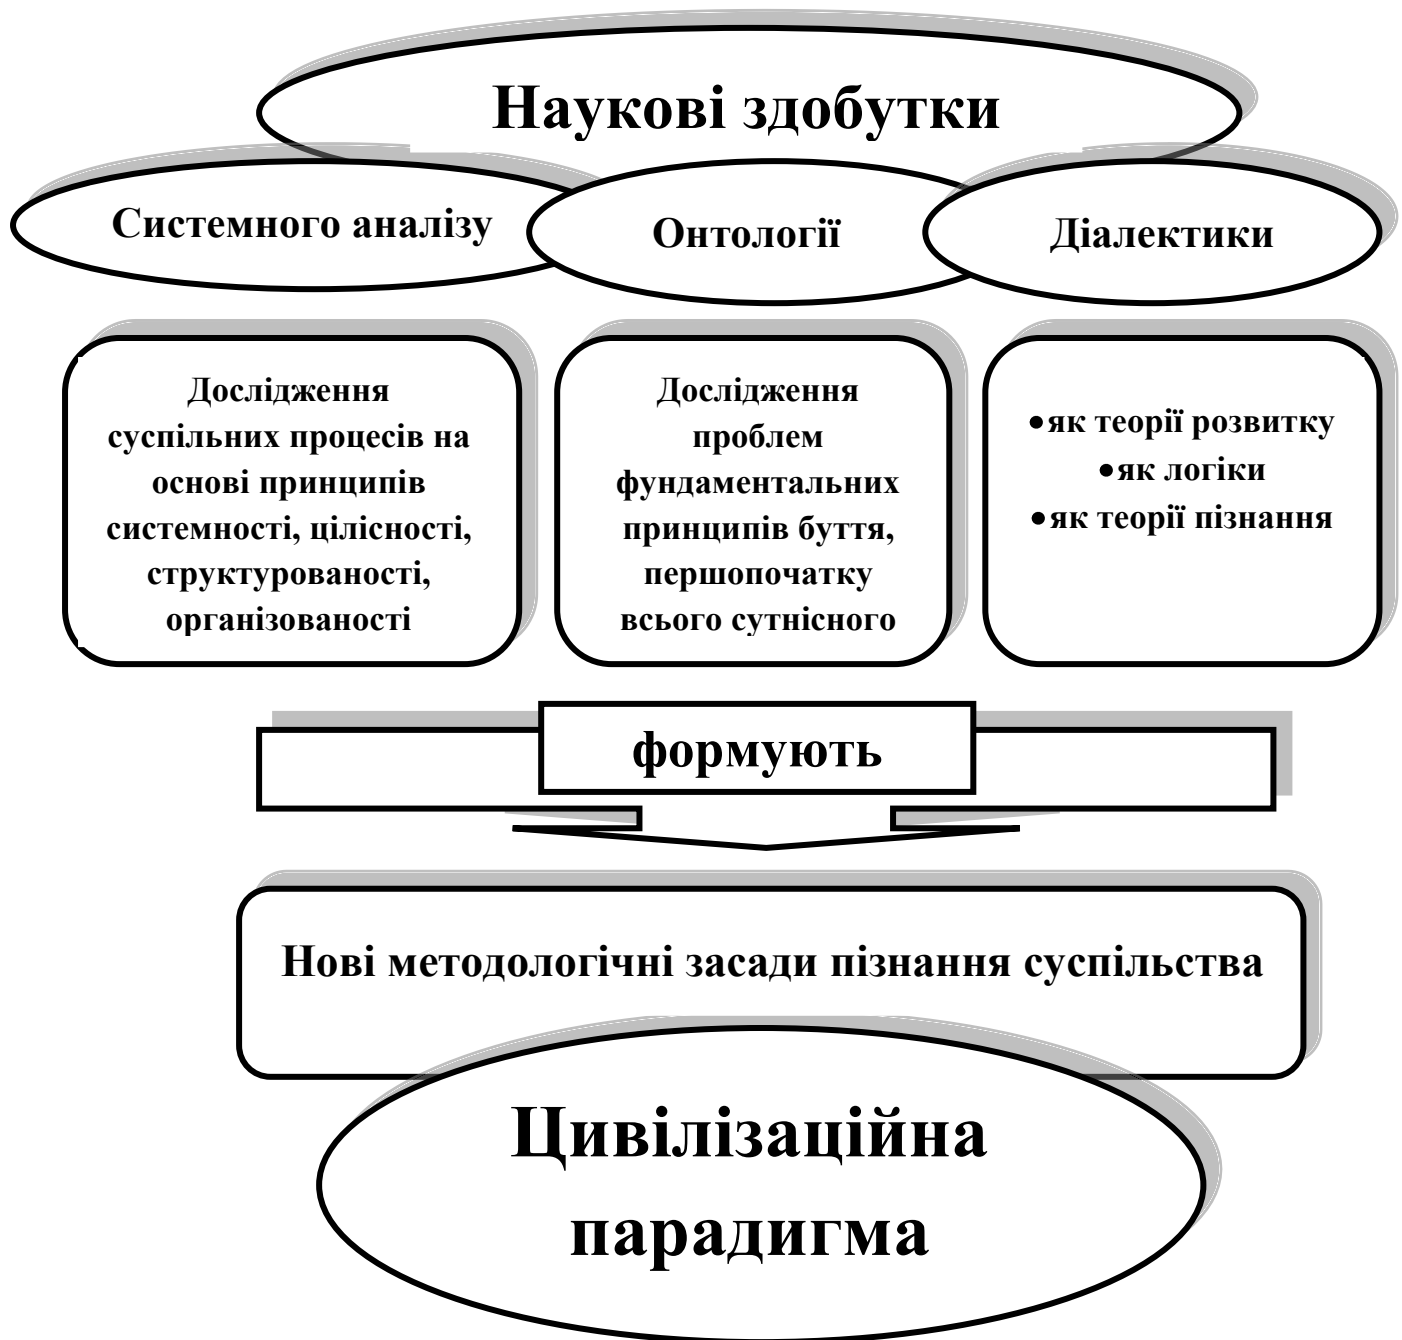 Наукові здобутки
Системного аналізу
Онтології
Діалектики
Дослідження
суспільних процесів на
основі принципів
системності, цілісності,
структурованості,
організованості
Дослідження
проблем
фундаментальних
принципів буття,
першопочатку
всього сутнісного
•як теорії розвитку
•як логіки
•як теорії пізнання
формують
Нові методологічні засади пізнання суспільства
Цивілізаційна
парадигма